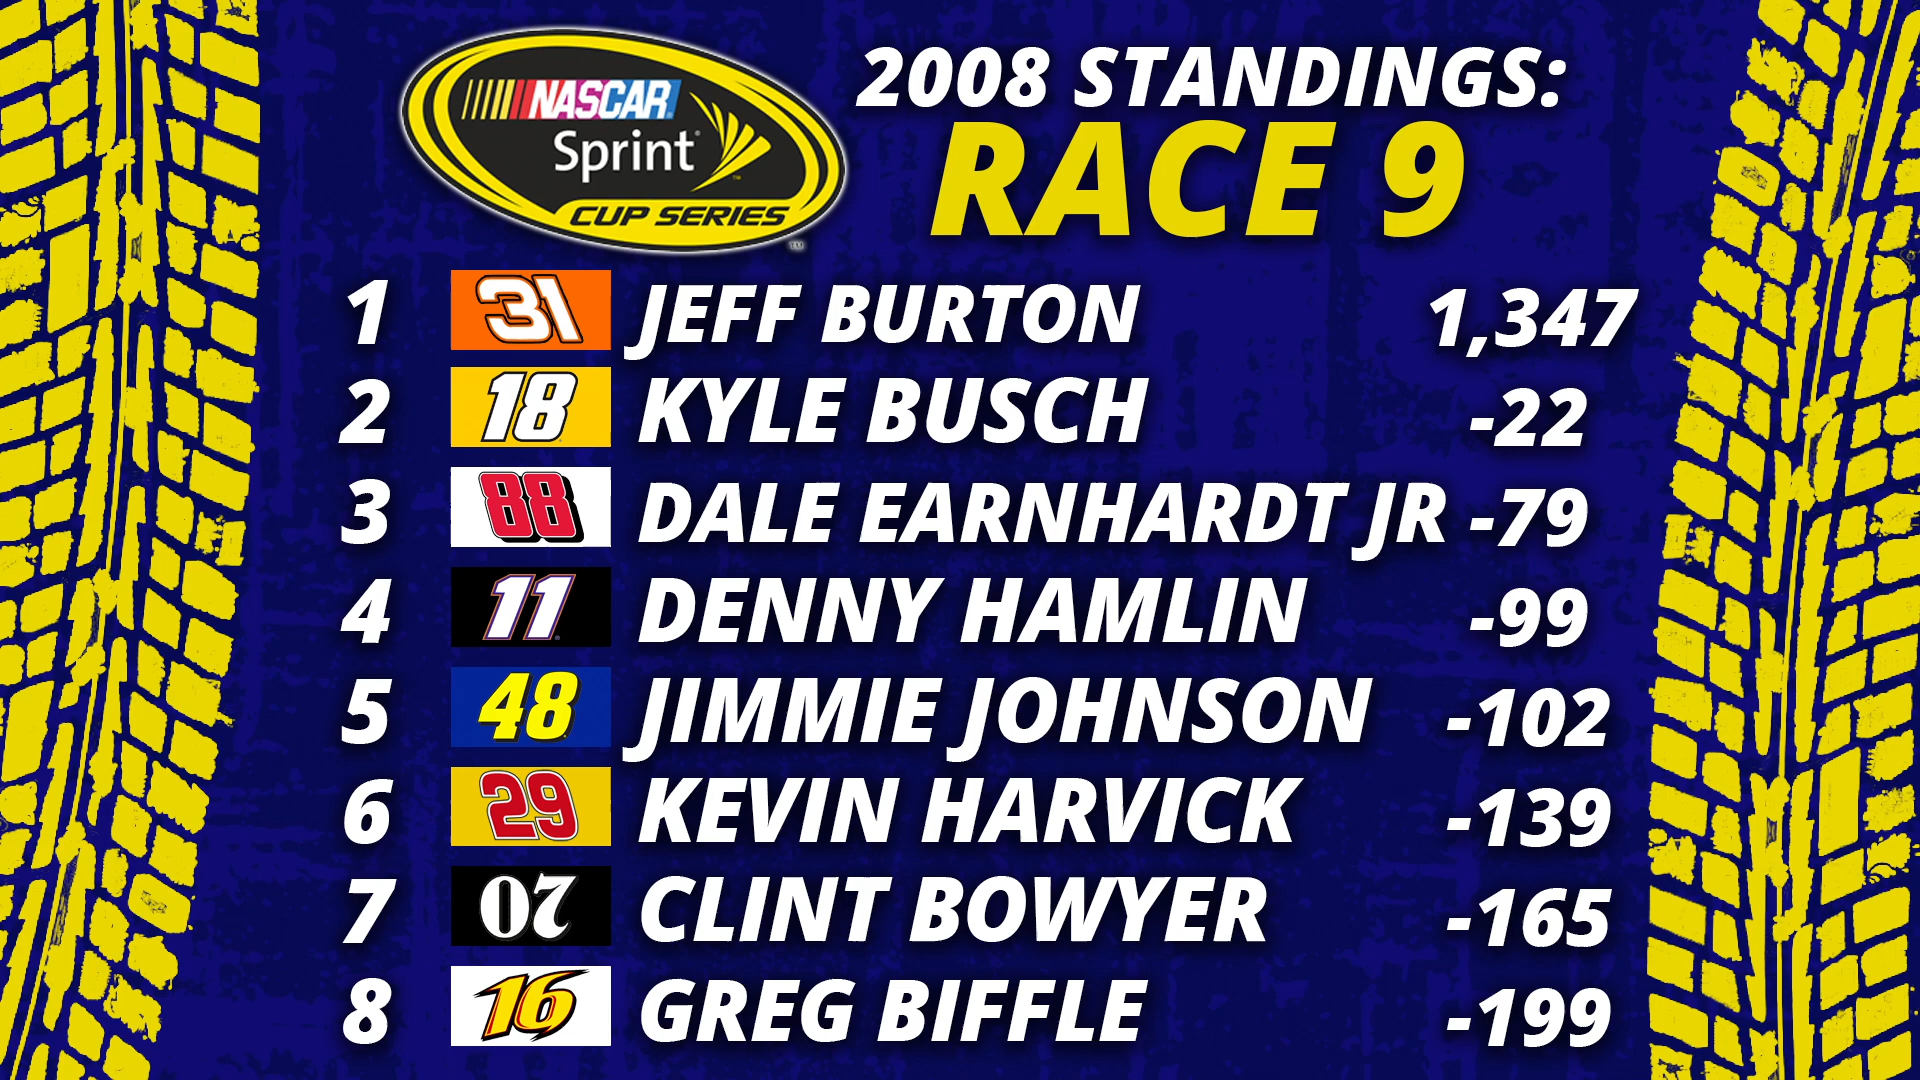 NASCAR
Sprint
CUP SERIES
TM
2008 STANDINGS:
RACE 9
1 31 JEFF BURTON 1,347
2 18 KYLE BUSCH -22
3 88 DALE EARNHARDT JR -79
4 11 DENNY HAMLIN -99
5 48 JIMMIE JOHNSON -102
6 29 KEVIN HARVICK -139
7 07 CLINT BOWYER -165
8 16 GREG BIFFLE -199